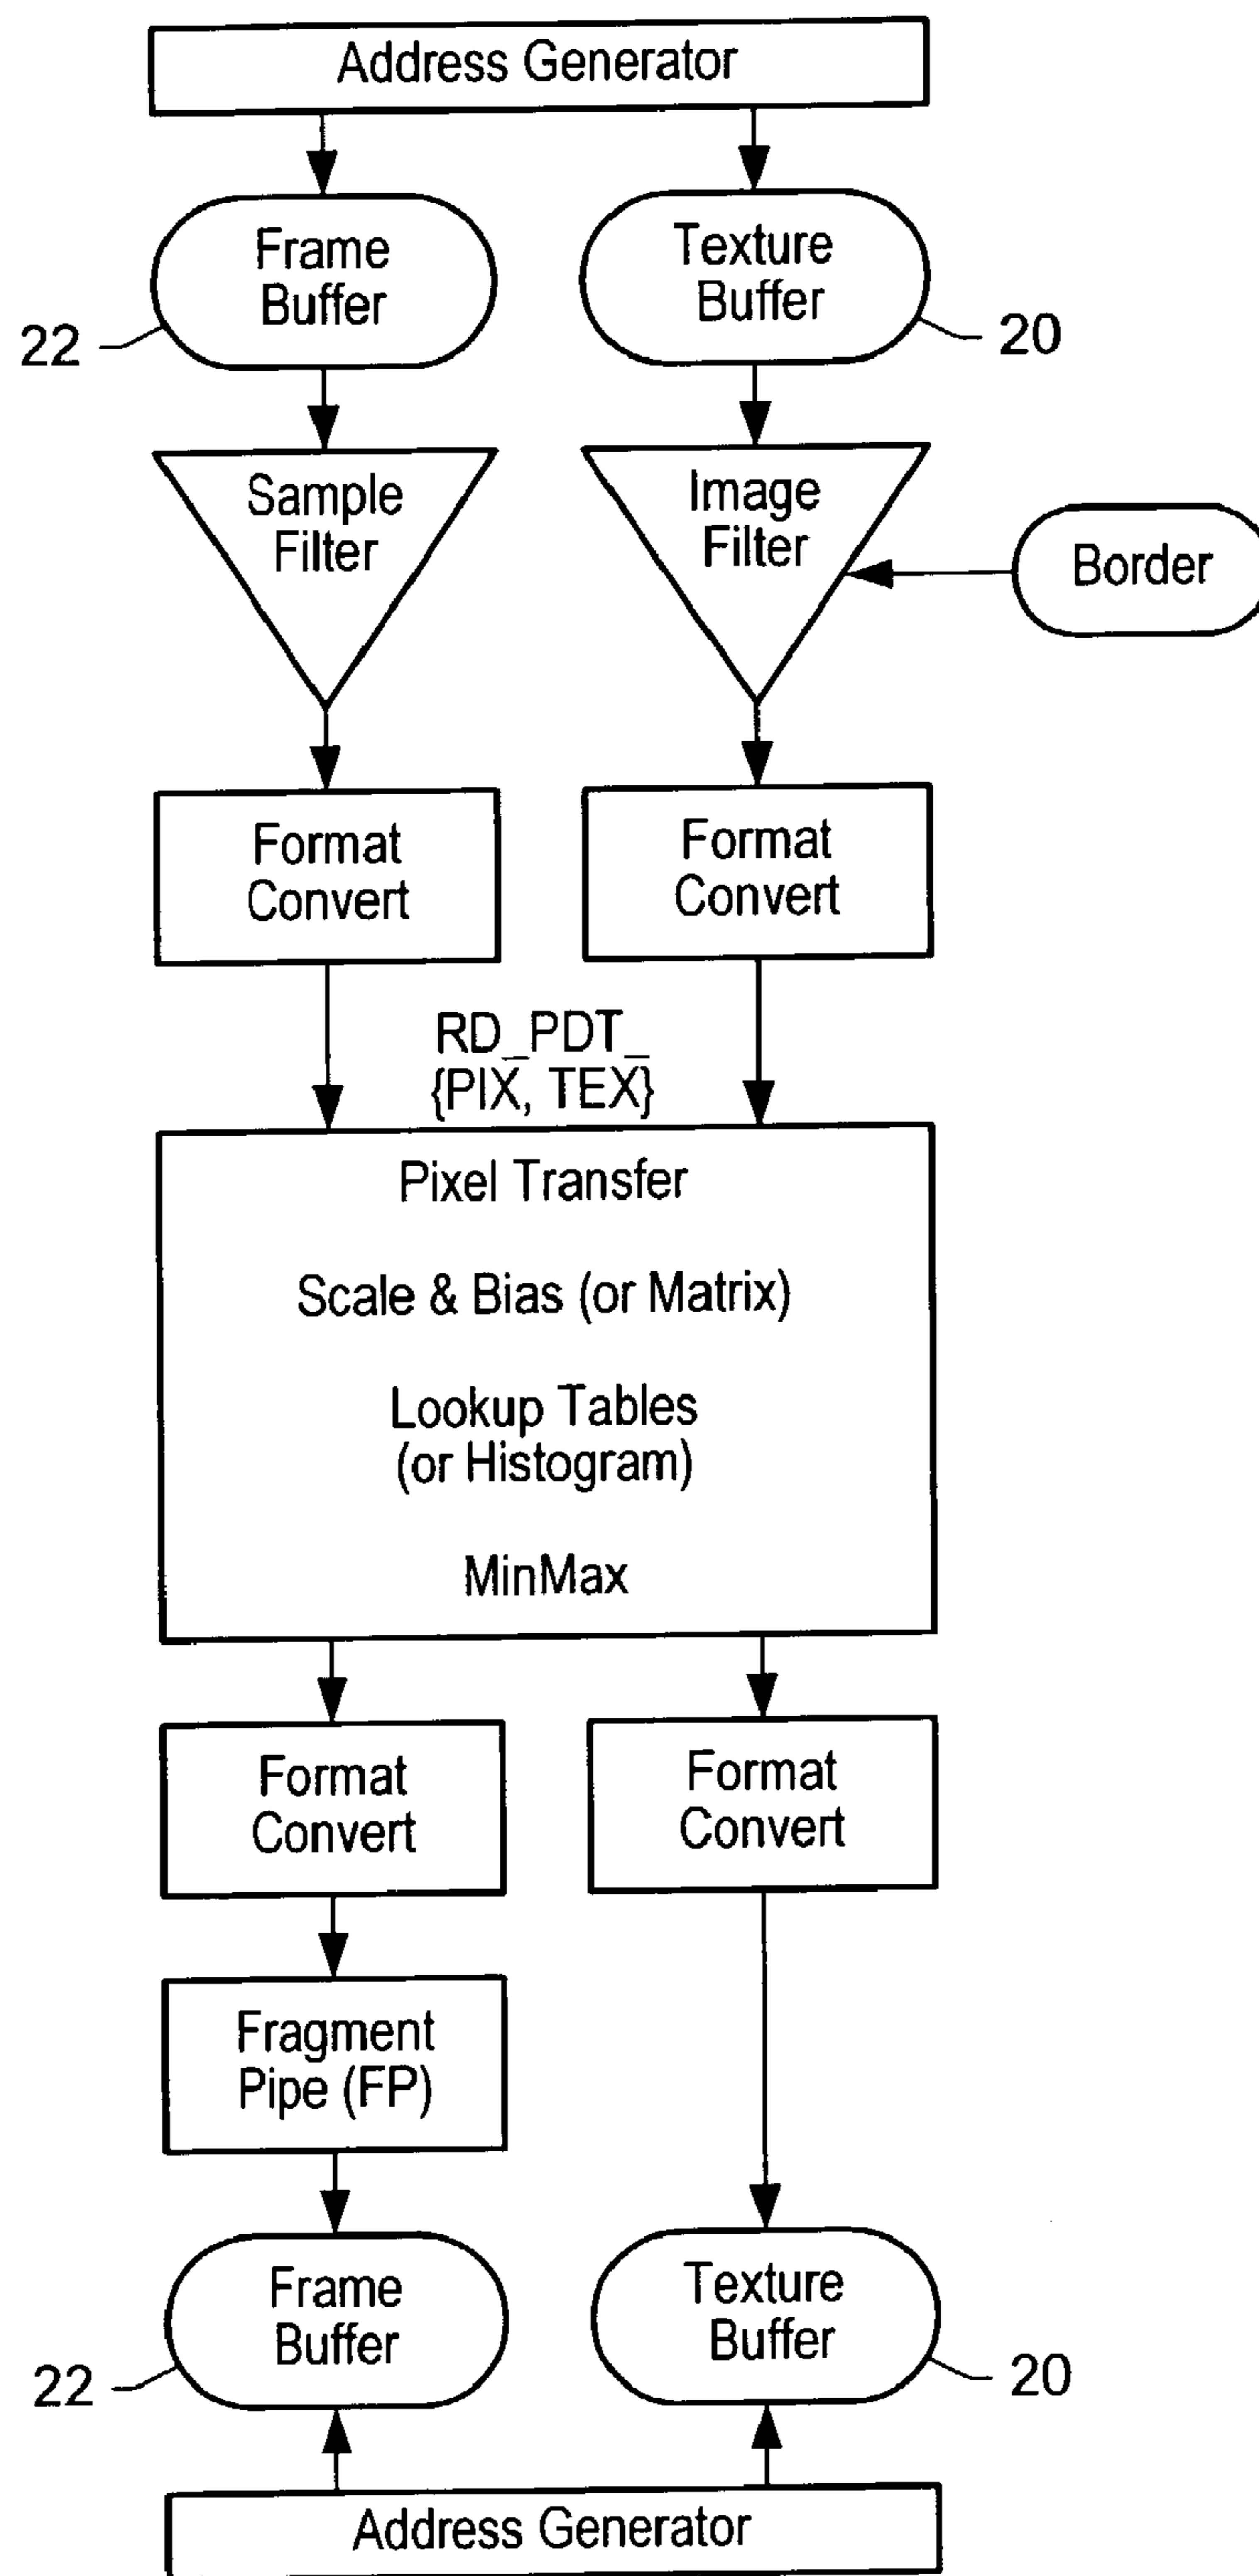 Address Generator
Frame
Buffer
Texture
Buffer
22
20
Sample
Filter
Image
Filter
Border
Format
Convert
Format
Convert
RD_PDT_
{PIX, TEX}
Pixel Transfer
Scale & Bias (or Matrix)
Lookup Tables
(or Histogram)
MinMax
Format
Convert
Format
Convert
Fragment
Pipe (FP)
Frame
Buffer
Texture
Buffer
22
20
Address Generator